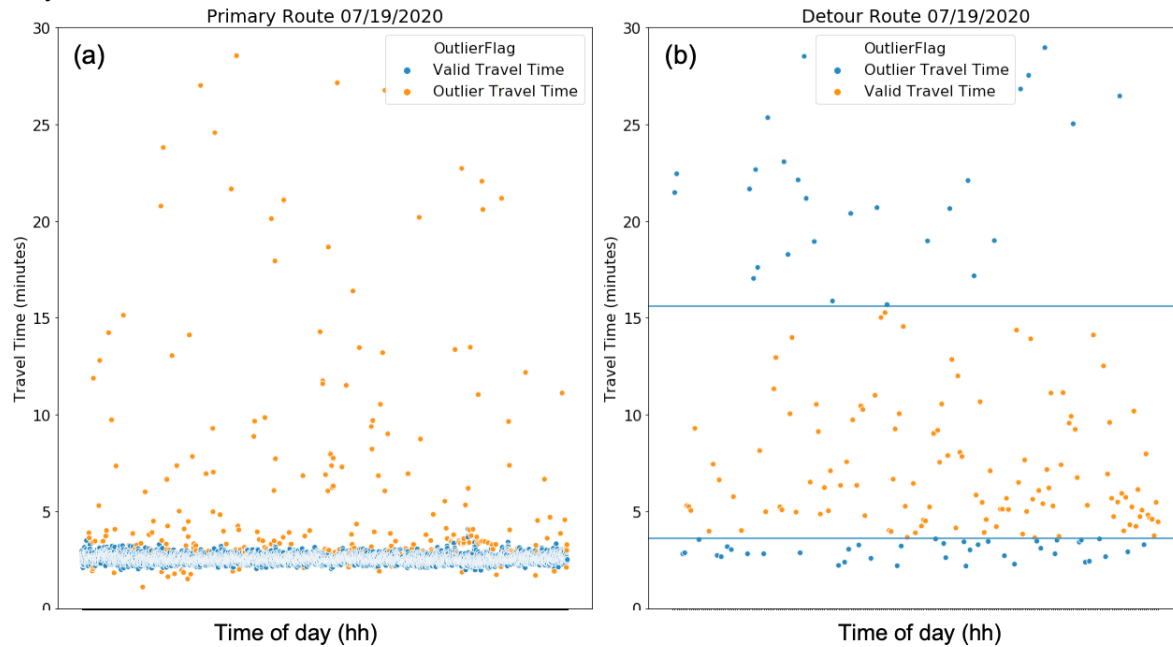 Primary Route 07/19/2020
(a)
OutlierFlag
Valid Travel Time
Outlier Travel Time
30
25
20
15
10
5
0
Travel Time (minutes)
Time of day (hh)
Detour Route 07/19/2020
(b)
OutlierFlag
Outlier Travel Time
Valid Travel Time
30
25
20
15
10
5
0
Travel Time (minutes)
Time of day (hh)